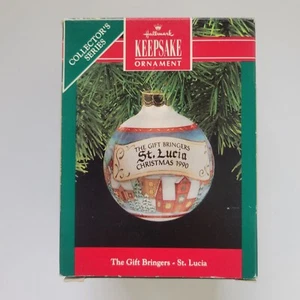 COLLECTOR'S
SERIES
Hallmark
KEEPSAKE
ORNAMENT
THE GIFT BRINGERS
St. Lucia
CHRISTMAS 1990
The Gift Bringers - St. Lucia